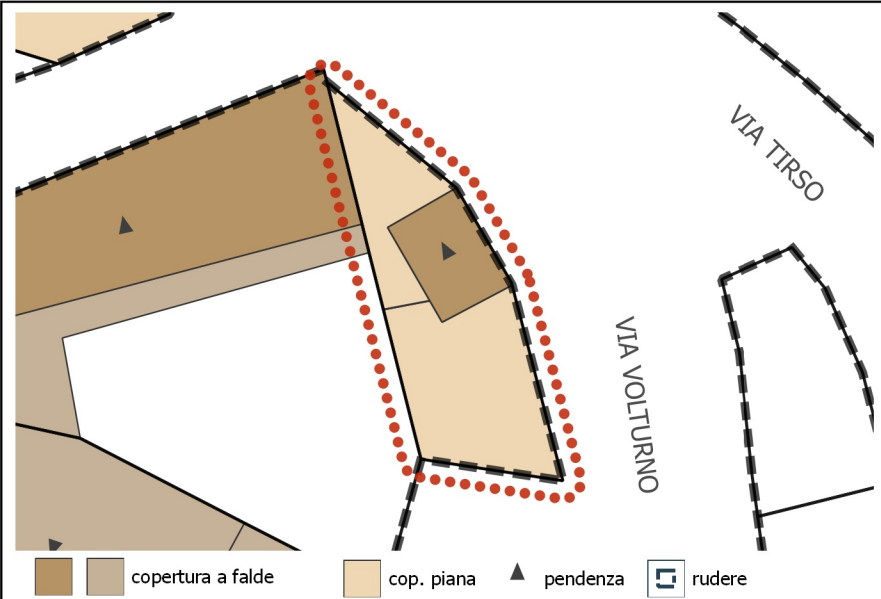 VIA TIRSO
VIA VOLTURNO
copertura a falde
cop. piana
pendenza
rudere